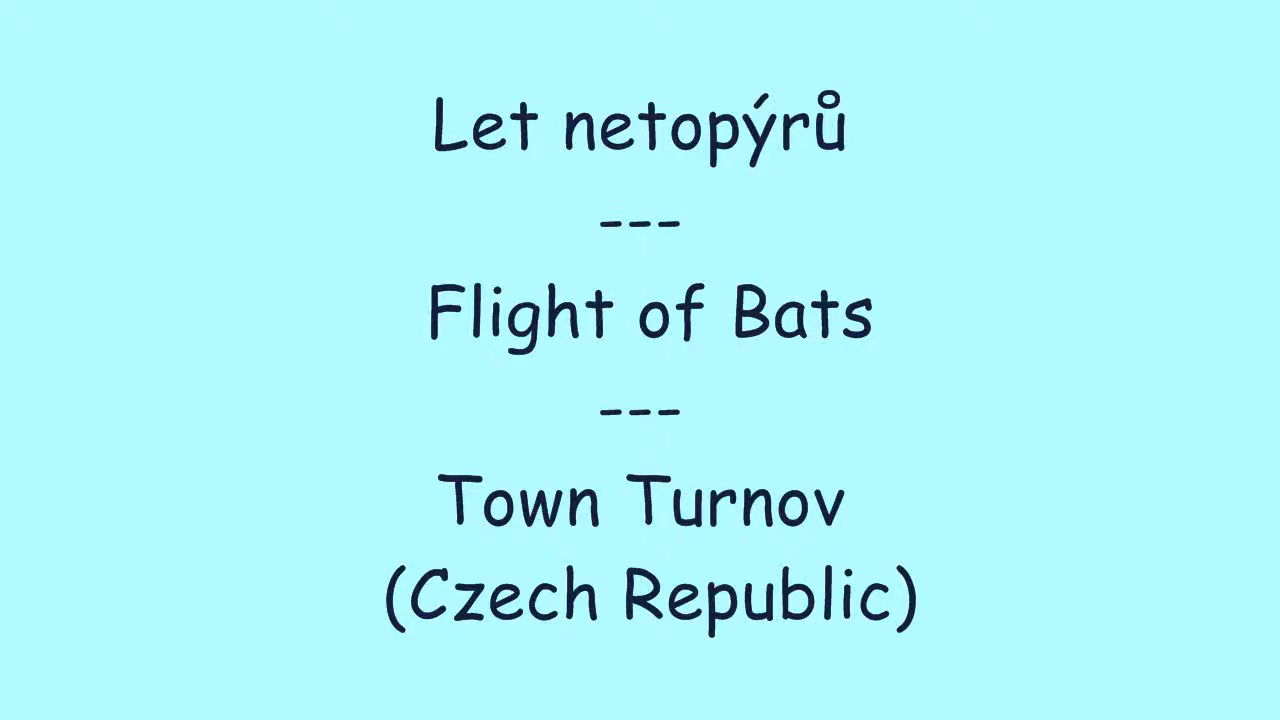 Let netopýrů
---
Flight of Bats
---
Town Turnov
(Czech Republic)